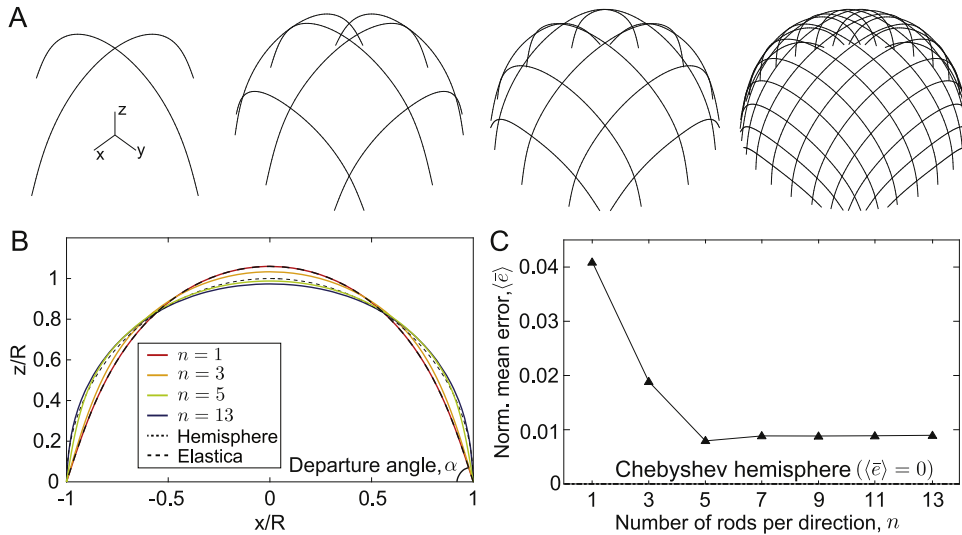 A
z
x
y
B
z/R
1
0.8
0.6
0.4
0.2
0
n = 1
n = 3
n = 5
n = 13
Hemisphere
Elastica
Departure angle, α
-1
-0.5
0
0.5
1
x/R
C
Norm. mean error, ⟨e̅⟩
0.04
0.03
0.02
0.01
0
Chebyshev hemisphere (⟨e̅⟩ = 0)
1
3
5
7
9
11
13
Number of rods per direction, n